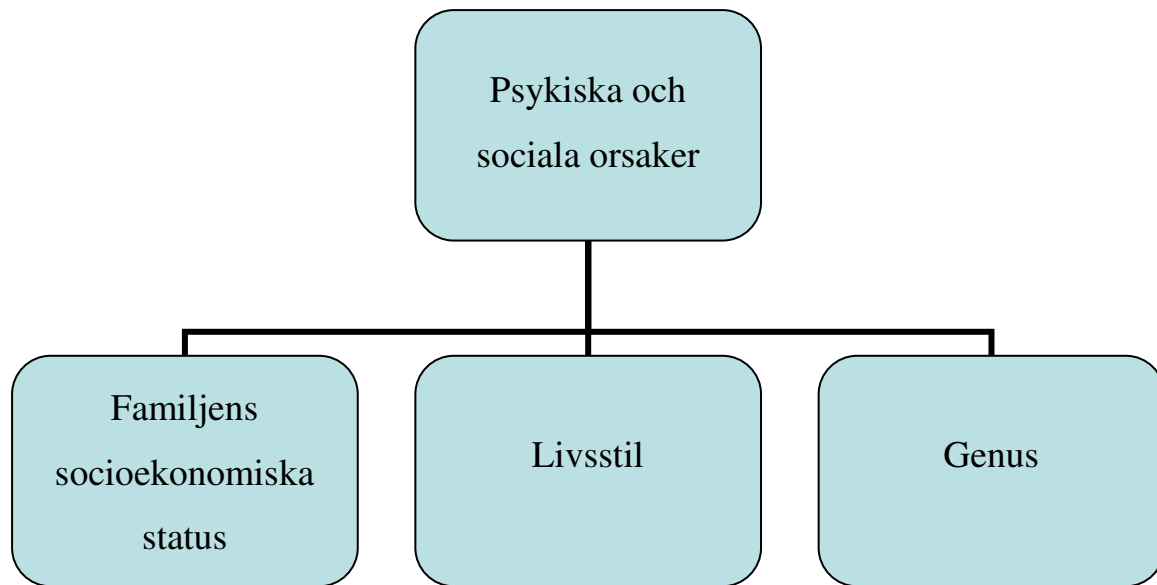 Psykiska och
sociala orsaker
Familjens
socioekonomiska
status
Livsstil
Genus